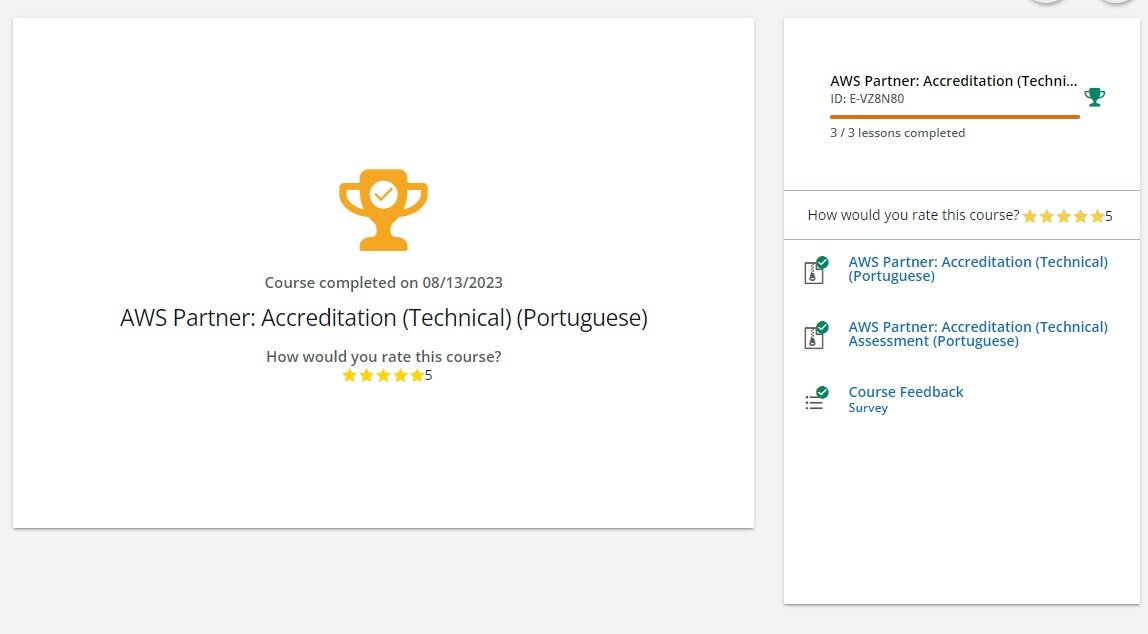 Course completed on 08/13/2023
AWS Partner: Accreditation (Technical) (Portuguese)
How would you rate this course?
5
AWS Partner: Accreditation (Techni...
ID: E-VZ8N80
3 / 3 lessons completed
How would you rate this course? 5
AWS Partner: Accreditation (Technical)
(Portuguese)
AWS Partner: Accreditation (Technical)
Assessment (Portuguese)
Course Feedback
Survey